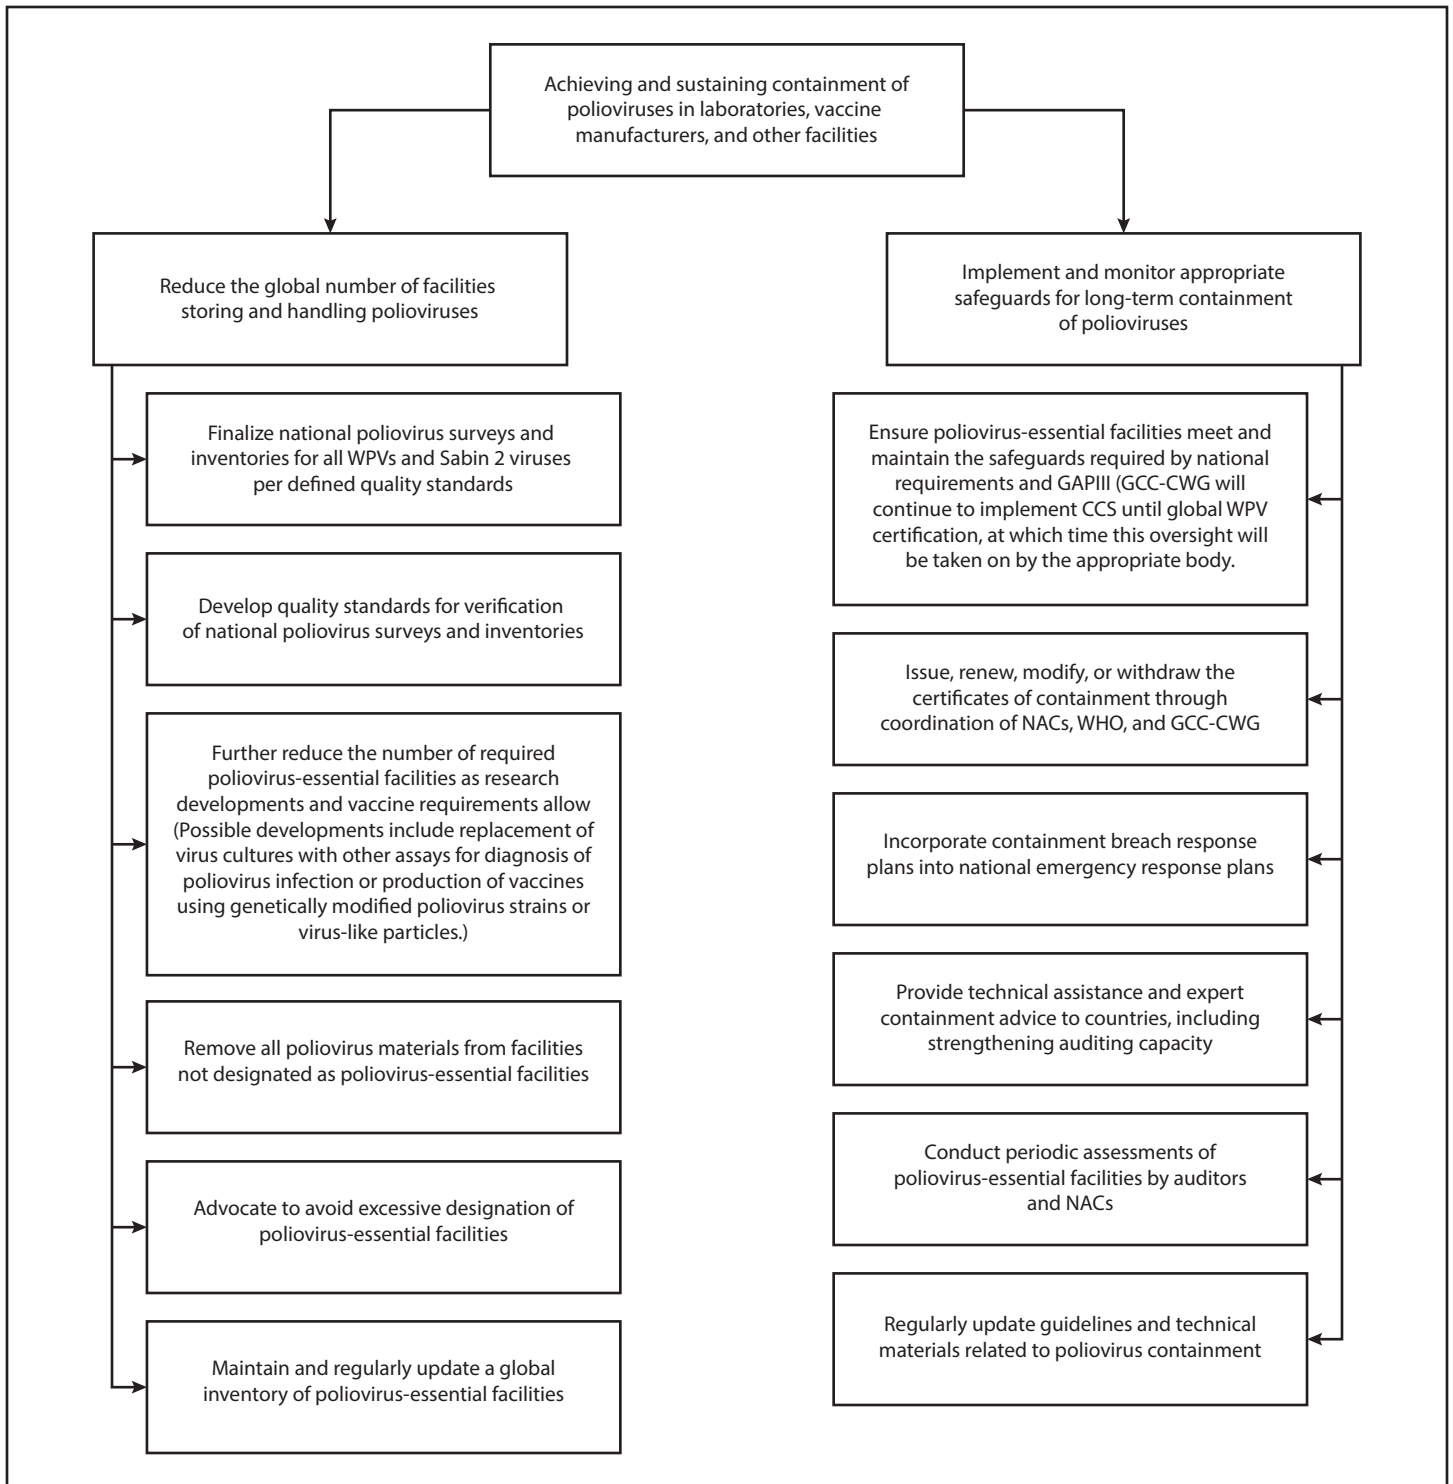 Achieving and sustaining containment of
polioviruses in laboratories, vaccine
manufacturers, and other facilities
Reduce the global number of facilities
storing and handling polioviruses
Finalize national poliovirus surveys and
inventories for all WPVs and Sabin 2 viruses
per defined quality standards
Develop quality standards for verification
of national poliovirus surveys and inventories
Further reduce the number of required
poliovirus-essential facilities as research
developments and vaccine requirements allow
(Possible developments include replacement of
virus cultures with other assays for diagnosis of
poliovirus infection or production of vaccines
using genetically modified poliovirus strains or
virus-like particles.)
Remove all poliovirus materials from facilities
not designated as poliovirus-essential facilities
Advocate to avoid excessive designation of
poliovirus-essential facilities
Maintain and regularly update a global
inventory of poliovirus-essential facilities
Implement and monitor appropriate
safeguards for long-term containment
of polioviruses
Ensure poliovirus-essential facilities meet and
maintain the safeguards required by national
requirements and GAPIII (GCC-CWG will
continue to implement CCS until global WPV
certification, at which time this oversight will
be taken on by the appropriate body.
Issue, renew, modify, or withdraw the
certificates of containment through
coordination of NACs, WHO, and GCC-CWG
Incorporate containment breach response
plans into national emergency response plans
Provide technical assistance and expert
containment advice to countries, including
strengthening auditing capacity
Conduct periodic assessments of
poliovirus-essential facilities by auditors
and NACs
Regularly update guidelines and technical
materials related to poliovirus containment